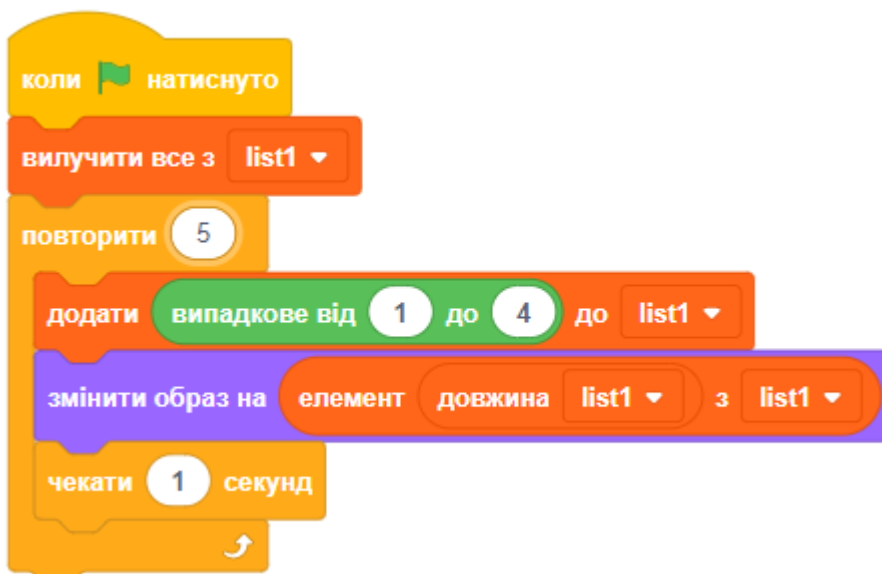 коли натиснуто
вилучити все з list1
повторити 5
додати випадкове від 1 до 4 до list1
змінити образ на елемент довжина list1 з list1
чекати 1 секунд